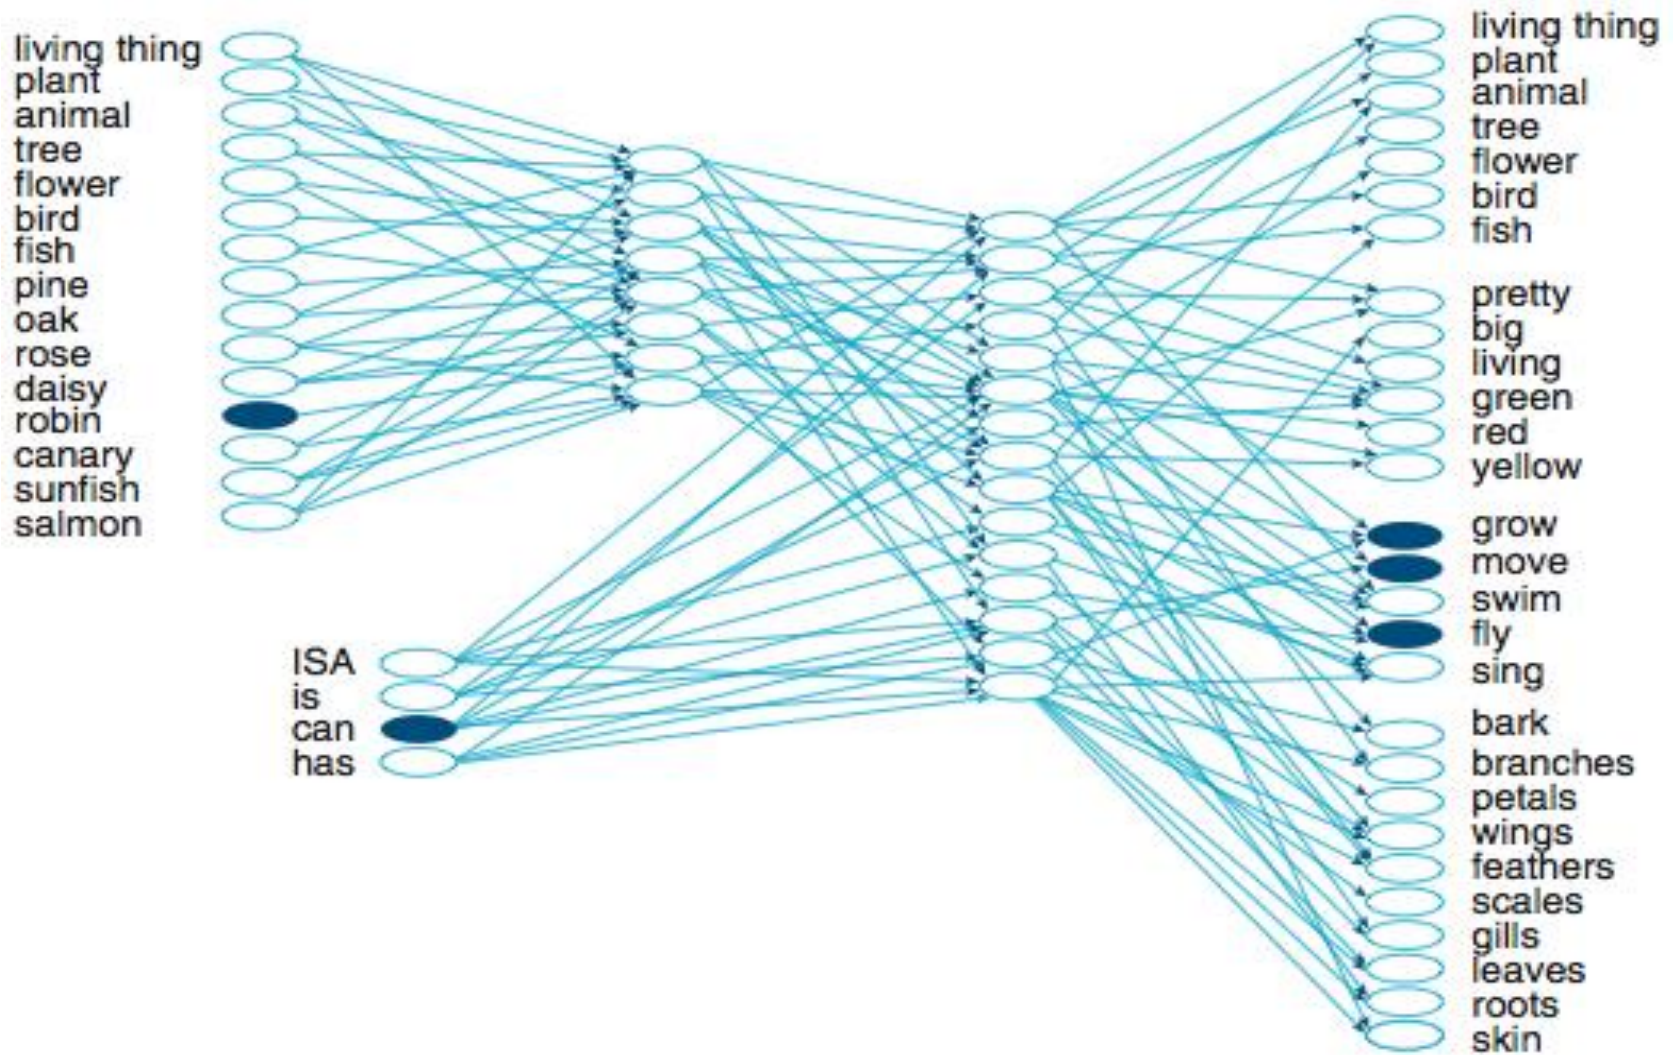 living thing
plant
animal
tree
flower
bird
fish
pine
oak
rose
daisy
robin
canary
sunfish
salmon
ISA
is
can
has
living thing
plant
animal
tree
flower
bird
fish
pretty
big
living
green
red
yellow
grow
move
swim
fly
sing
bark
branches
petals
wings
feathers
scales
gills
leaves
roots
skin